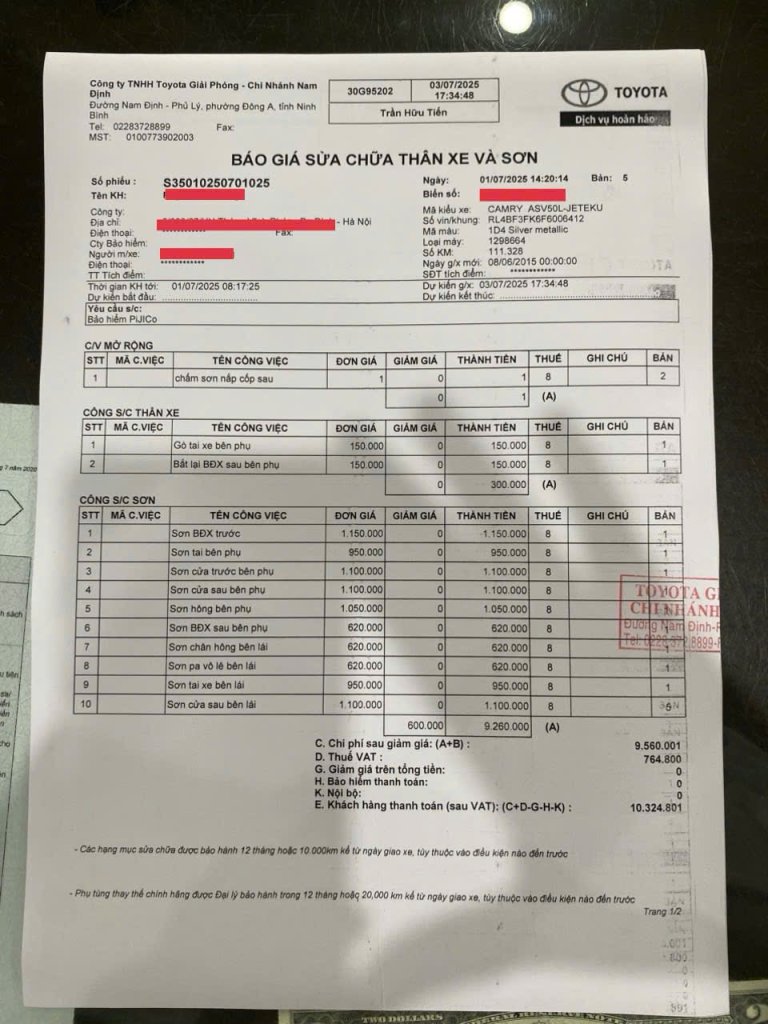 Công ty TNHH Toyota Giải Phóng - Chi Nhánh Nam
Định
Đường Nam Định - Phủ Lý, phường Đông A, tỉnh Ninh
Bình
Tel: 02283728899 Fax:
MST: 0100773902003
30G95202 03/07/2025
17:34:48
Trần Hữu Tiến
TOYOTA
Dịch vụ hoàn hảo
BÁO GIÁ SỬA CHỮA THÂN XE VÀ SƠN
Số phiếu : S35010250701025
Tên KH:
Công ty:
Địa chỉ: - Hà Nội
Điện thoại: ************ Fax:
Cty Bảo hiểm:
Người m/xe:
Điện thoại: ************
TT Tích điểm:
Ngày: 01/07/2025 14:20:14 Bản: 5
Biển số:
Mã kiểu xe: CAMRY ASV50L-JETEKU
Số vin/khung: RL4BF3FK6F6006412
Mã màu: 1D4 Silver metallic
Loại máy: 1298664
Số KM: 111.328
Ngày g/x mới: 08/06/2015 00:00:00
SĐT tích điểm: ************
Thời gian KH tới: 01/07/2025 08:17:25 Dự kiến g/x: 03/07/2025 17:34:48
Dự kiến bắt đầu: Dự kiến kết thúc :
Yêu cầu s/c:
Bảo hiểm PiJICo
C/V MỞ RỘNG
STT MÃ C.VIỆC TÊN CÔNG VIỆC ĐƠN GIÁ GIẢM GIÁ THÀNH TIỀN THUẾ GHI CHÚ BẢN
1 chấm sơn nắp cốp sau 1 0 1 8 2
0 1 (A)
CÔNG S/C THÂN XE
STT MÃ C.VIỆC TÊN CÔNG VIỆC ĐƠN GIÁ GIẢM GIÁ THÀNH TIỀN THUẾ GHI CHÚ BẢN
1 Gò tai xe bên phụ 150.000 0 150.000 8 1
2 Bắt lại BĐX sau bên phụ 150.000 0 150.000 8 1
0 300.000 (A)
CÔNG S/C SƠN
STT MÃ C.VIỆC TÊN CÔNG VIỆC ĐƠN GIÁ GIẢM GIÁ THÀNH TIỀN THUẾ GHI CHÚ BẢN
1 Sơn BĐX trước 1.150.000 0 1.150.000 8 1
2 Sơn tai bên phụ 950.000 0 950.000 8 1
3 Sơn cửa trước bên phụ 1.100.000 0 1.100.000 8 1
4 Sơn cửa sau bên phụ 1.100.000 0 1.100.000 8 1
5 Sơn hông bên phụ 1.050.000 0 1.050.000 8 1
6 Sơn BĐX sau bên phụ 620.000 0 620.000 8 1
7 Sơn chân hông bên lái 620.000 0 620.000 8 1
8 Sơn pa vô lê bên lái 620.000 0 620.000 8 1
9 Sơn tai xe bên lái 950.000 0 950.000 8 1
10 Sơn cửa sau bên lái 1.100.000 0 1.100.000 8 5
600.000 9.260.000 (A)
TOYOTA GI
CHI NHÁNH
Đường Nam Định-P
Tel: 0228.372.8899-F
C. Chi phí sau giảm giá: (A+B) : 9.560.001
D. Thuế VAT : 764.800
G. Giảm giá trên tổng tiền: 0
H. Bảo hiểm thanh toán: 0
K. Nội bộ: 0
E. Khách hàng thanh toán (sau VAT): (C+D-G-H-K) : 10.324.801
- Các hạng mục sửa chữa được bảo hành 12 tháng hoặc 10.000km kể từ ngày giao xe, tùy thuộc vào điều kiện nào đến trước
- Phụ tùng thay thế chính hãng được Đại lý bảo hành trong 12 tháng hoặc 20,000 km kể từ ngày giao xe, tùy thuộc vào điều kiện nào đến trước
Trang 1/2
TWO DOLLARS